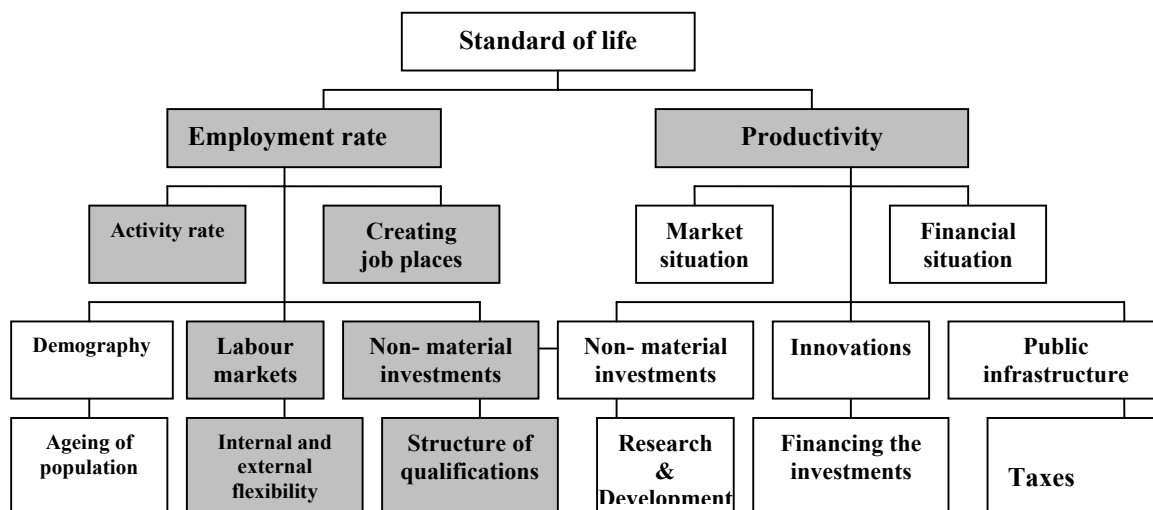 Standard of life
Employment rate
Productivity
Activity rate
Creating
job places
Market
situation
Financial
situation
Demography
Labour
markets
Non- material
investments
Non- material
investments
Innovations
Public
infrastructure
Ageing of
population
Internal and
external
flexibility
Structure of
qualifications
Research
&
Development
Financing the
investments
Taxes